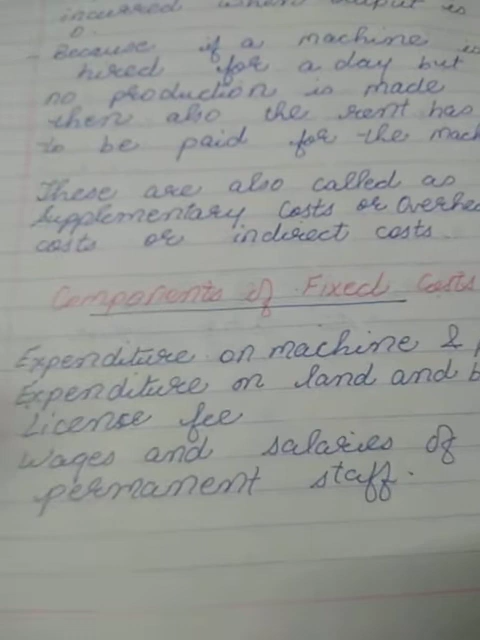 incurred when output is
0.
- Because if a machine is
hired for a day but
no production is made
then also the rent has
to be paid for the mach
These are also called as
Supplementary costs or Overhe
costs or indirect costs
Components of Fixed Costs
Expenditure on machine &
Expenditure on land and b
License fee
Wages and salaries of
permanent staff.